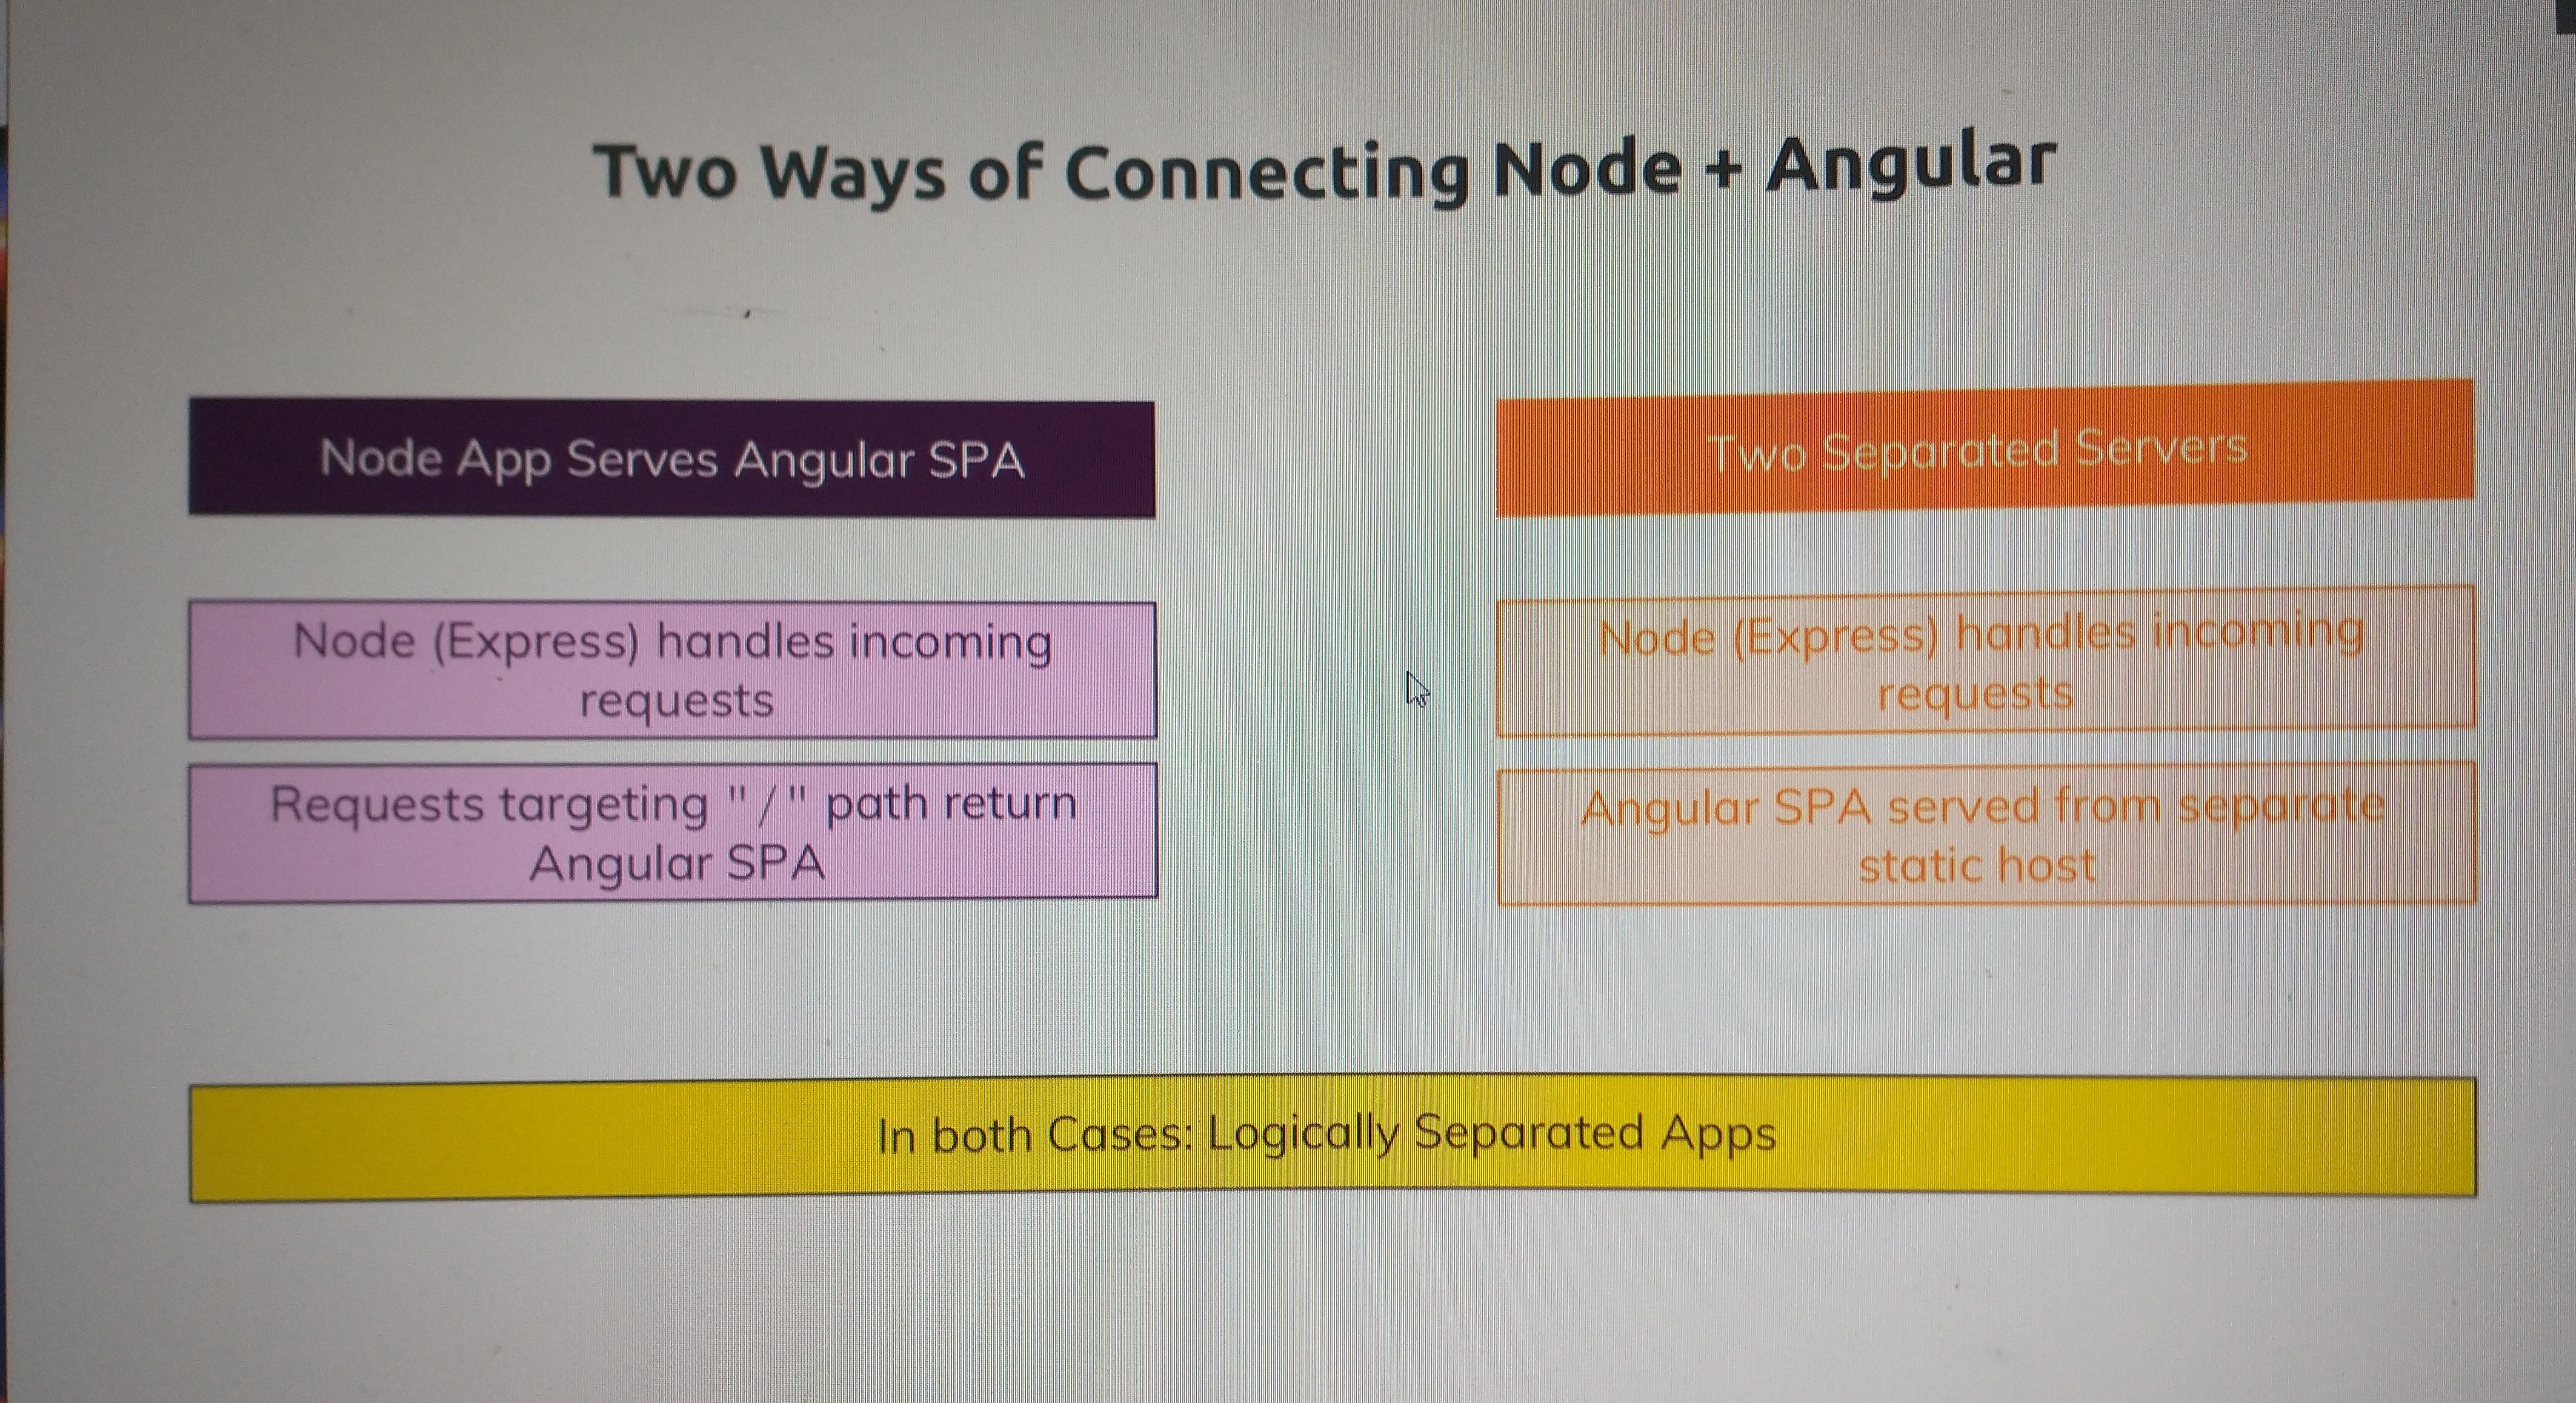 Two Ways of Connecting Node + Angular
Node App Serves Angular SPA
Node (Express) handles incoming
requests
Requests targeting "/" path return
Angular SPA
Two Separated Servers
Node (Express) handles incoming
requests
Angular SPA served from separate
static host
In both Cases: Logically Separated Apps